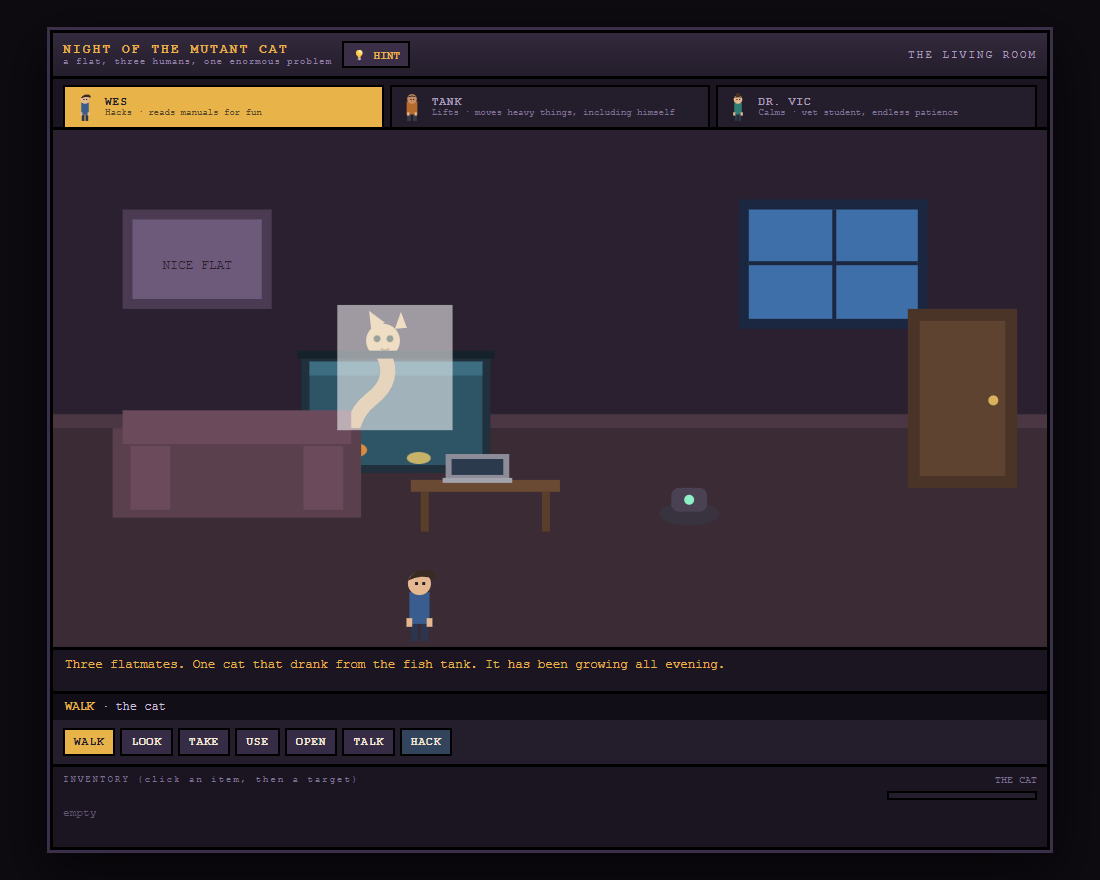 NIGHT OF THE MUTANT CAT
a flat, three humans, one enormous problem
HINT
THE LIVING ROOM
WES
Hacks · reads manuals for fun
TANK
Lifts · moves heavy things, including himself
DR. VIC
Calms · vet student, endless patience
NICE FLAT
Three flatmates. One cat that drank from the fish tank. It has been growing all evening.
WALK · the cat
WALK LOOK TAKE USE OPEN TALK HACK
INVENTORY (click an item, then a target)
THE CAT
empty